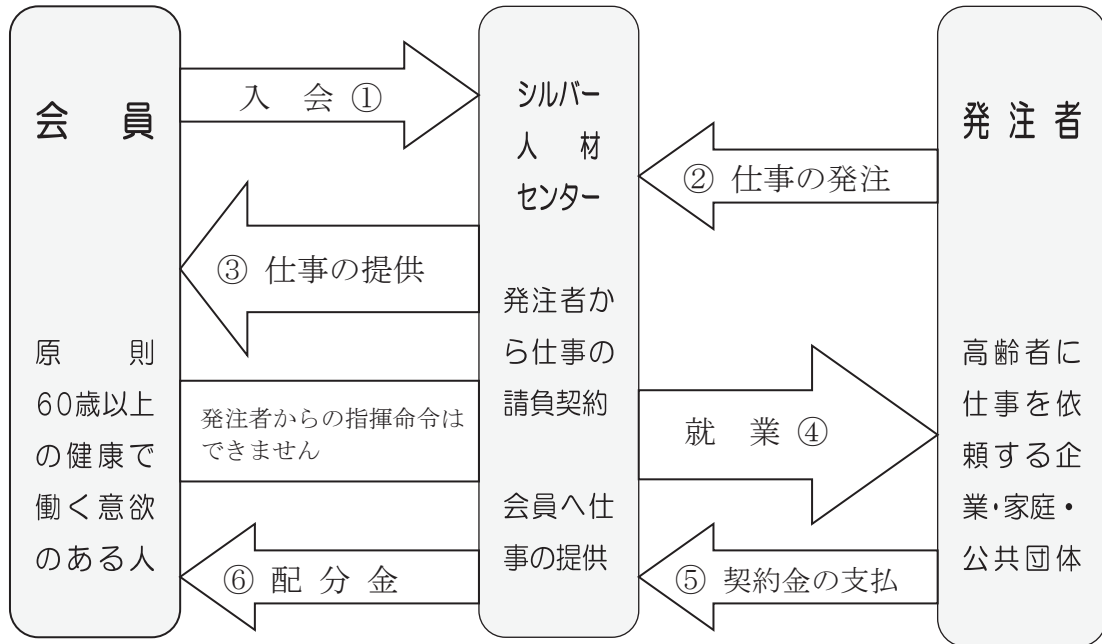 会員
原則
60歳以上
の健康で
働く意欲
のある人
入会 ①
③ 仕事の提供
発注者からの指揮命令は
できません
⑥ 配分金
シルバー
人材
センター
発注者か
ら仕事の
請負契約
会員へ仕
事の提供
② 仕事の発注
就業 ④
⑤ 契約金の支払
発注者
高齢者に
仕事を依
頼する企
業・家庭・
公共団体